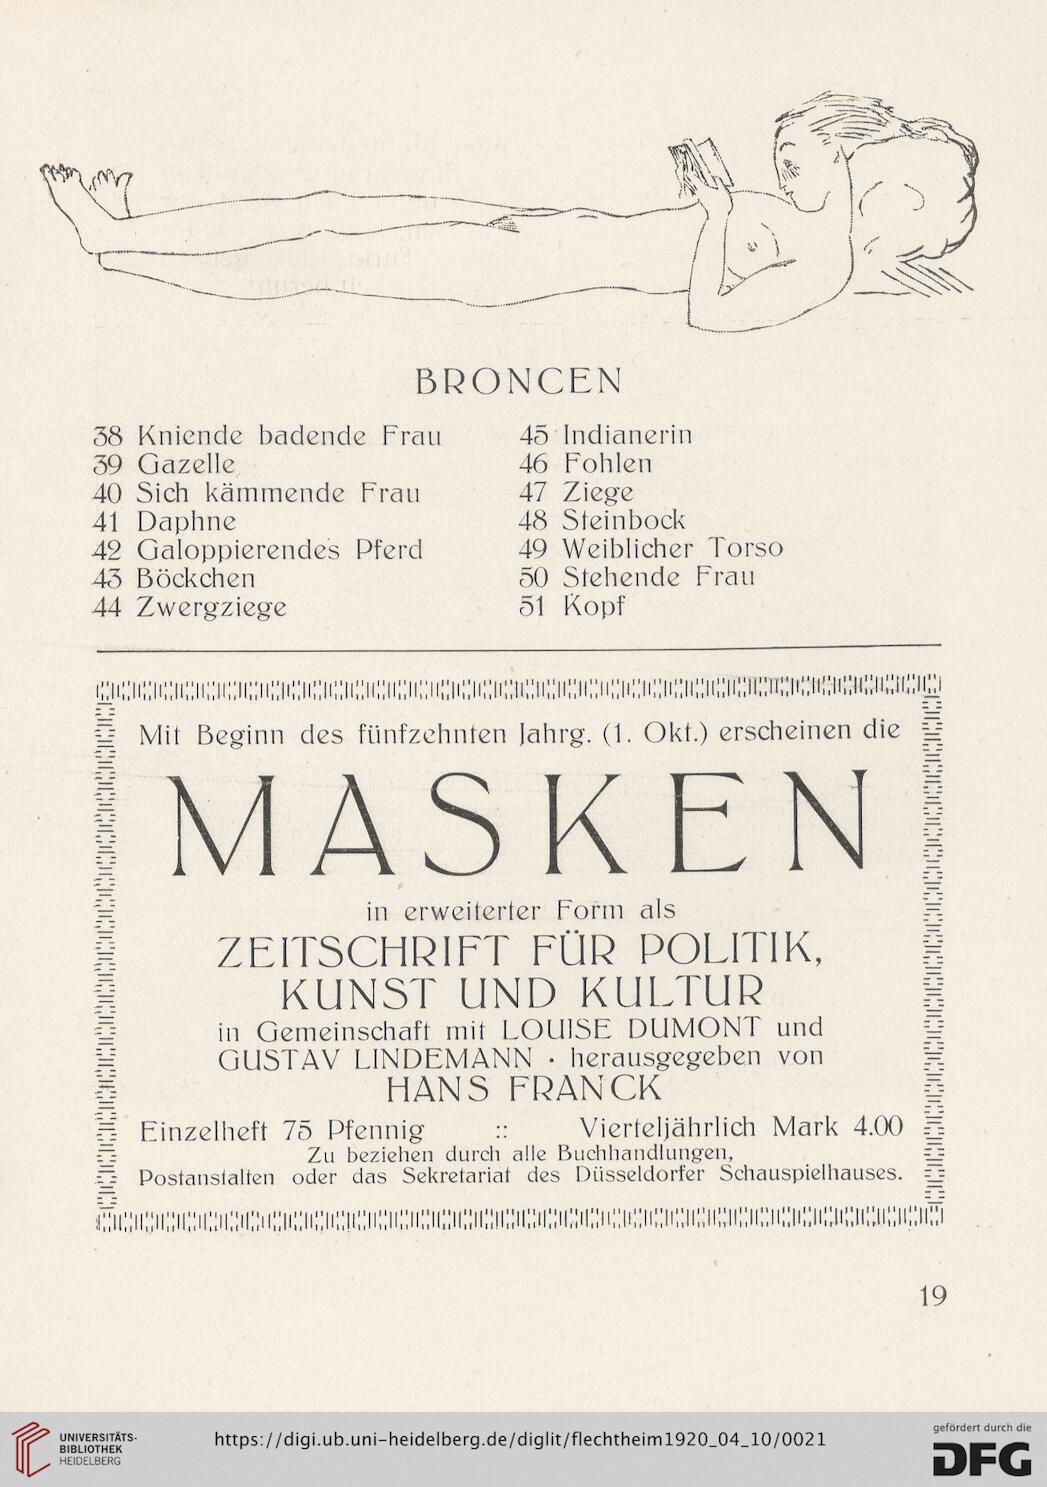 BRONCEN
38 Kniende badende Frau
39 Gazelle
40 Sich kämmende Frau
41 Daphne
42 Galoppierendes Pferd
43 Böckchen
44 Zwergziege
45 Indianerin
46 Fohlen
47 Ziege
48 Steinbock
49 Weiblicher Torso
50 Stehende Frau
51 Kopf
Mit Beginn des fünfzehnten Jahrg. (1. Okt.) erscheinen die
MASKEN
in erweiterter Form als
ZEITSCHRIFT FÜR POLITIK,
KUNST UND KULTUR
in Gemeinschaft mit LOUISE DUMONT und
GUSTAV LINDEMANN · herausgegeben von
HANS FRANCK
Einzelheft 75 Pfennig :: Vierteljährlich Mark 4.00
Zu beziehen durch alle Buchhandlungen,
Postanstalten oder das Sekretariat des Düsseldorfer Schauspielhauses.
19
UNIVERSITÄTS-
BIBLIOTHEK
HEIDELBERG
https://digi.ub.uni-heidelberg.de/diglit/flechtheim1920_04_10/0021
gefördert durch die
DFG